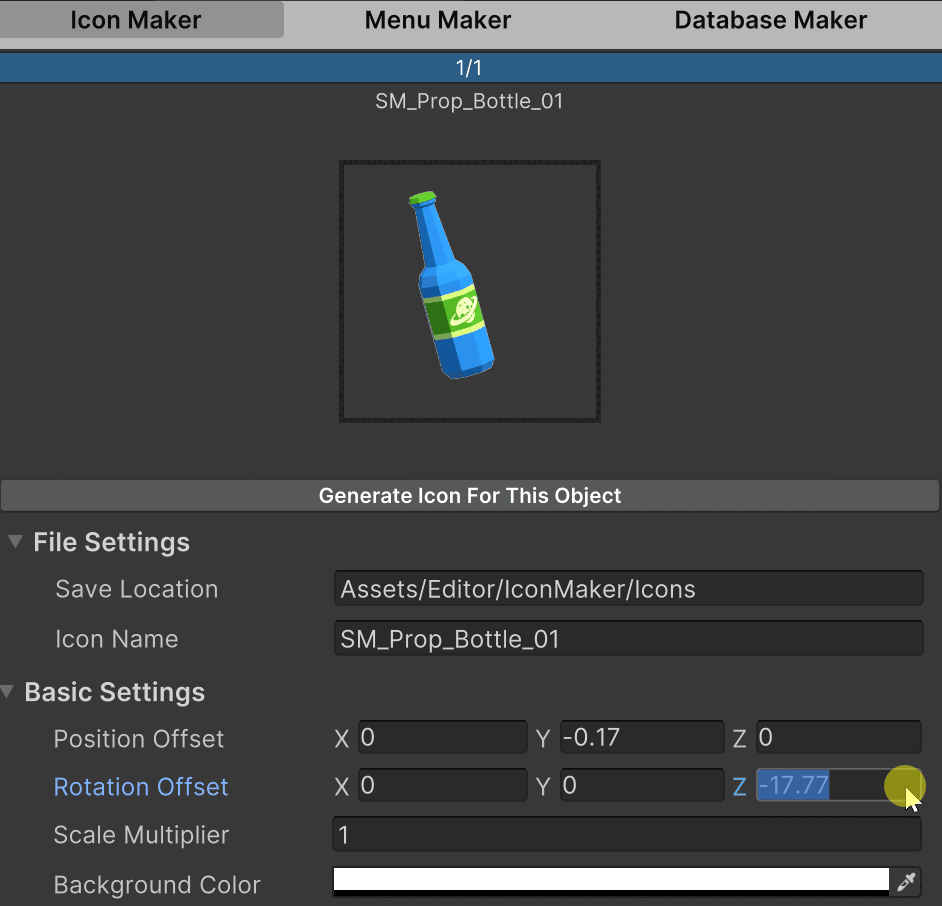 Icon Maker Menu Maker Database Maker
1/1
SM_Prop_Bottle_01
Generate Icon For This Object
File Settings
Save Location Assets/Editor/IconMaker/Icons
Icon Name SM_Prop_Bottle_01
Basic Settings
Position Offset X 0 Y -0.17 Z 0
Rotation Offset X 0 Y 0 Z -17.77
Scale Multiplier 1
Background Color